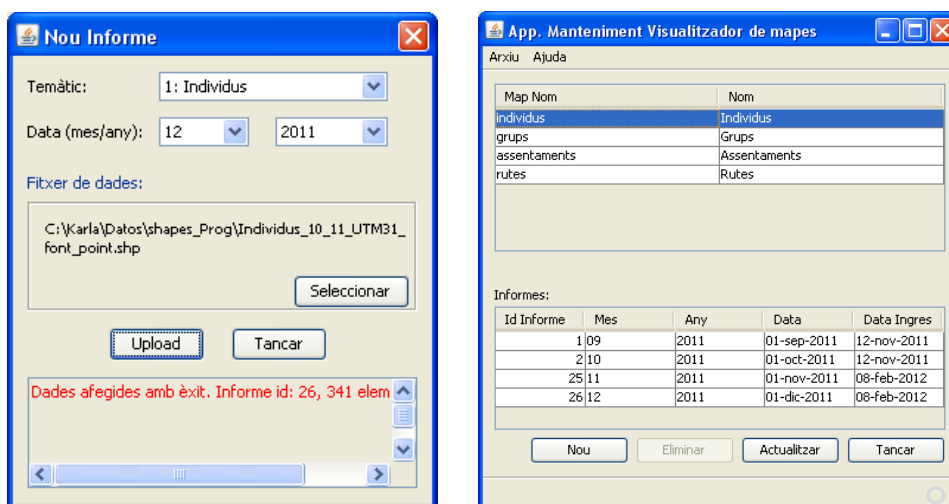 Nou Informe
Temàtic: 1: Individus
Data (mes/any): 12 2011
Fitxer de dades:
C:\Karla\Datos\shapes_Prog\Individus_10_11_UTM31_
font_point.shp
Seleccionar
Upload Tancar
Dades afegides amb èxit. Informe id: 26, 341 elem
App. Manteniment Visualitzador de mapes
Arxiu Ajuda
Map Nom Nom
individus Individus
grups Grups
assentaments Assentaments
rutes Rutes
Informes:
Id Informe Mes Any Data Data Ingres
1 09 2011 01-sep-2011 12-nov-2011
2 10 2011 01-oct-2011 12-nov-2011
25 11 2011 01-nov-2011 08-feb-2012
26 12 2011 01-dic-2011 08-feb-2012
Nou Eliminar Actualitzar Tancar